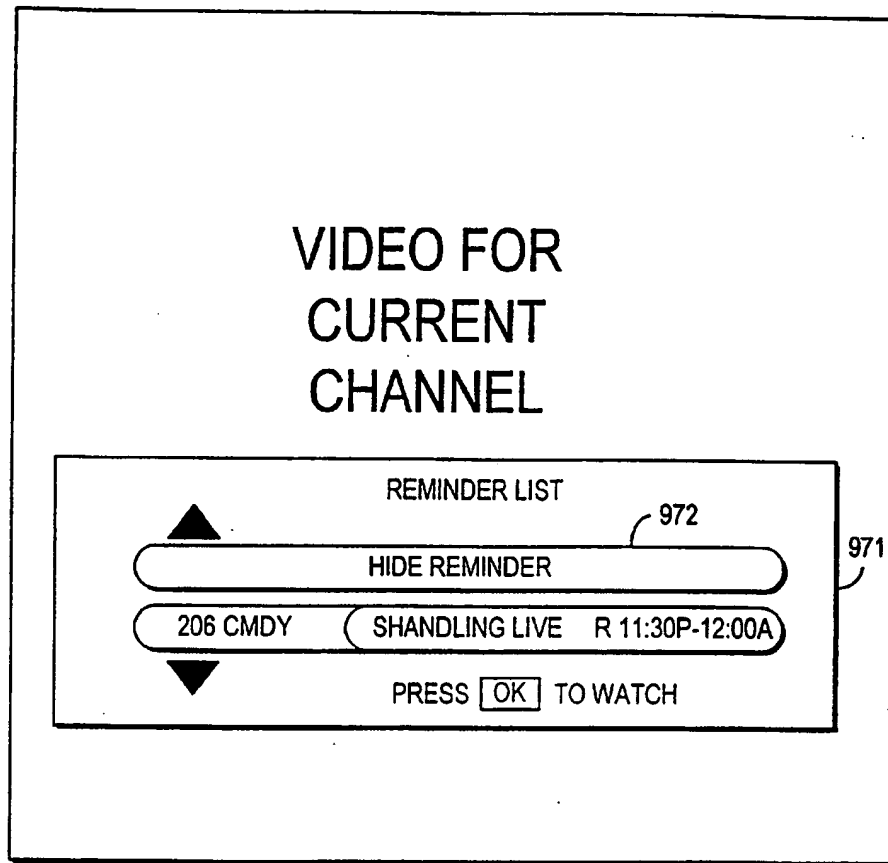 VIDEO FOR
CURRENT
CHANNEL
REMINDER LIST
972
971
HIDE REMINDER
206 CMDY SHANDLING LIVE R 11:30P-12:00A
PRESS OK TO WATCH